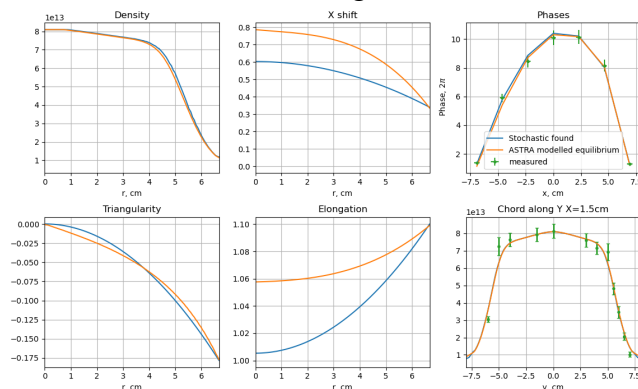 Density
1e13
8
7
6
5
4
3
2
1
0 1 2 3 4 5 6
r, cm
X shift
0.8
0.7
0.6
0.5
0.4
0.3
0.2
0.1
0.0
0 1 2 3 4 5 6
r, cm
Phases
Phase, 2π
10
8
6
4
2
Stochastic found
ASTRA modelled equilibrium
measured
−7.5 −5.0 −2.5 0.0 2.5 5.0 7.5
x, cm
Triangularity
0.000
−0.025
−0.050
−0.075
−0.100
−0.125
−0.150
−0.175
0 1 2 3 4 5 6
r, cm
Elongation
1.10
1.08
1.06
1.04
1.02
1.00
0 1 2 3 4 5 6
r, cm
Chord along Y X=1.5cm
1e13
8
7
6
5
4
3
2
1
−7.5 −5.0 −2.5 0.0 2.5 5.0 7.5
y, cm